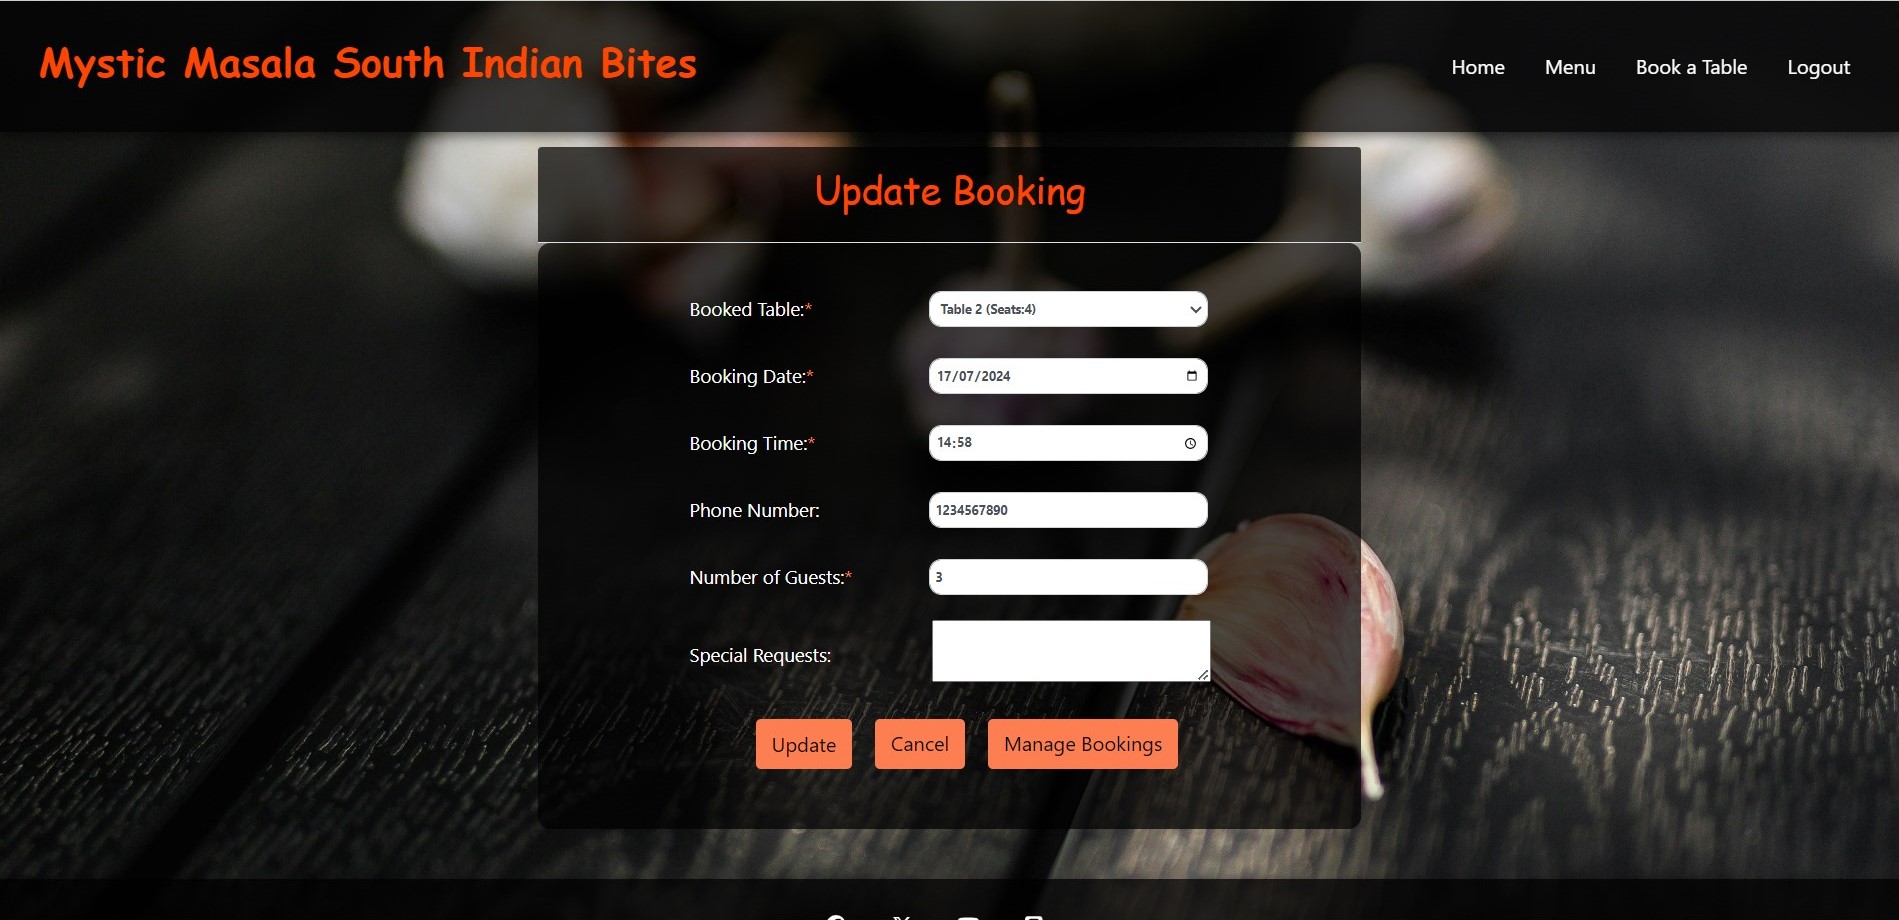 Mystic Masala South Indian Bites
Home Menu Book a Table Logout
Update Booking
Booked Table:* Table 2 (Seats:4)
Booking Date:* 17/07/2024
Booking Time:* 14:58
Phone Number: 1234567890
Number of Guests:* 3
Special Requests:
Update Cancel Manage Bookings